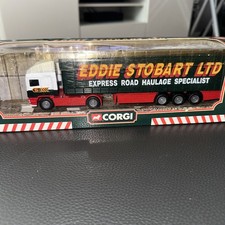 EDDIE STOBART LTD
EXPRESS ROAD HAULAGE SPECIALIST
CORGI